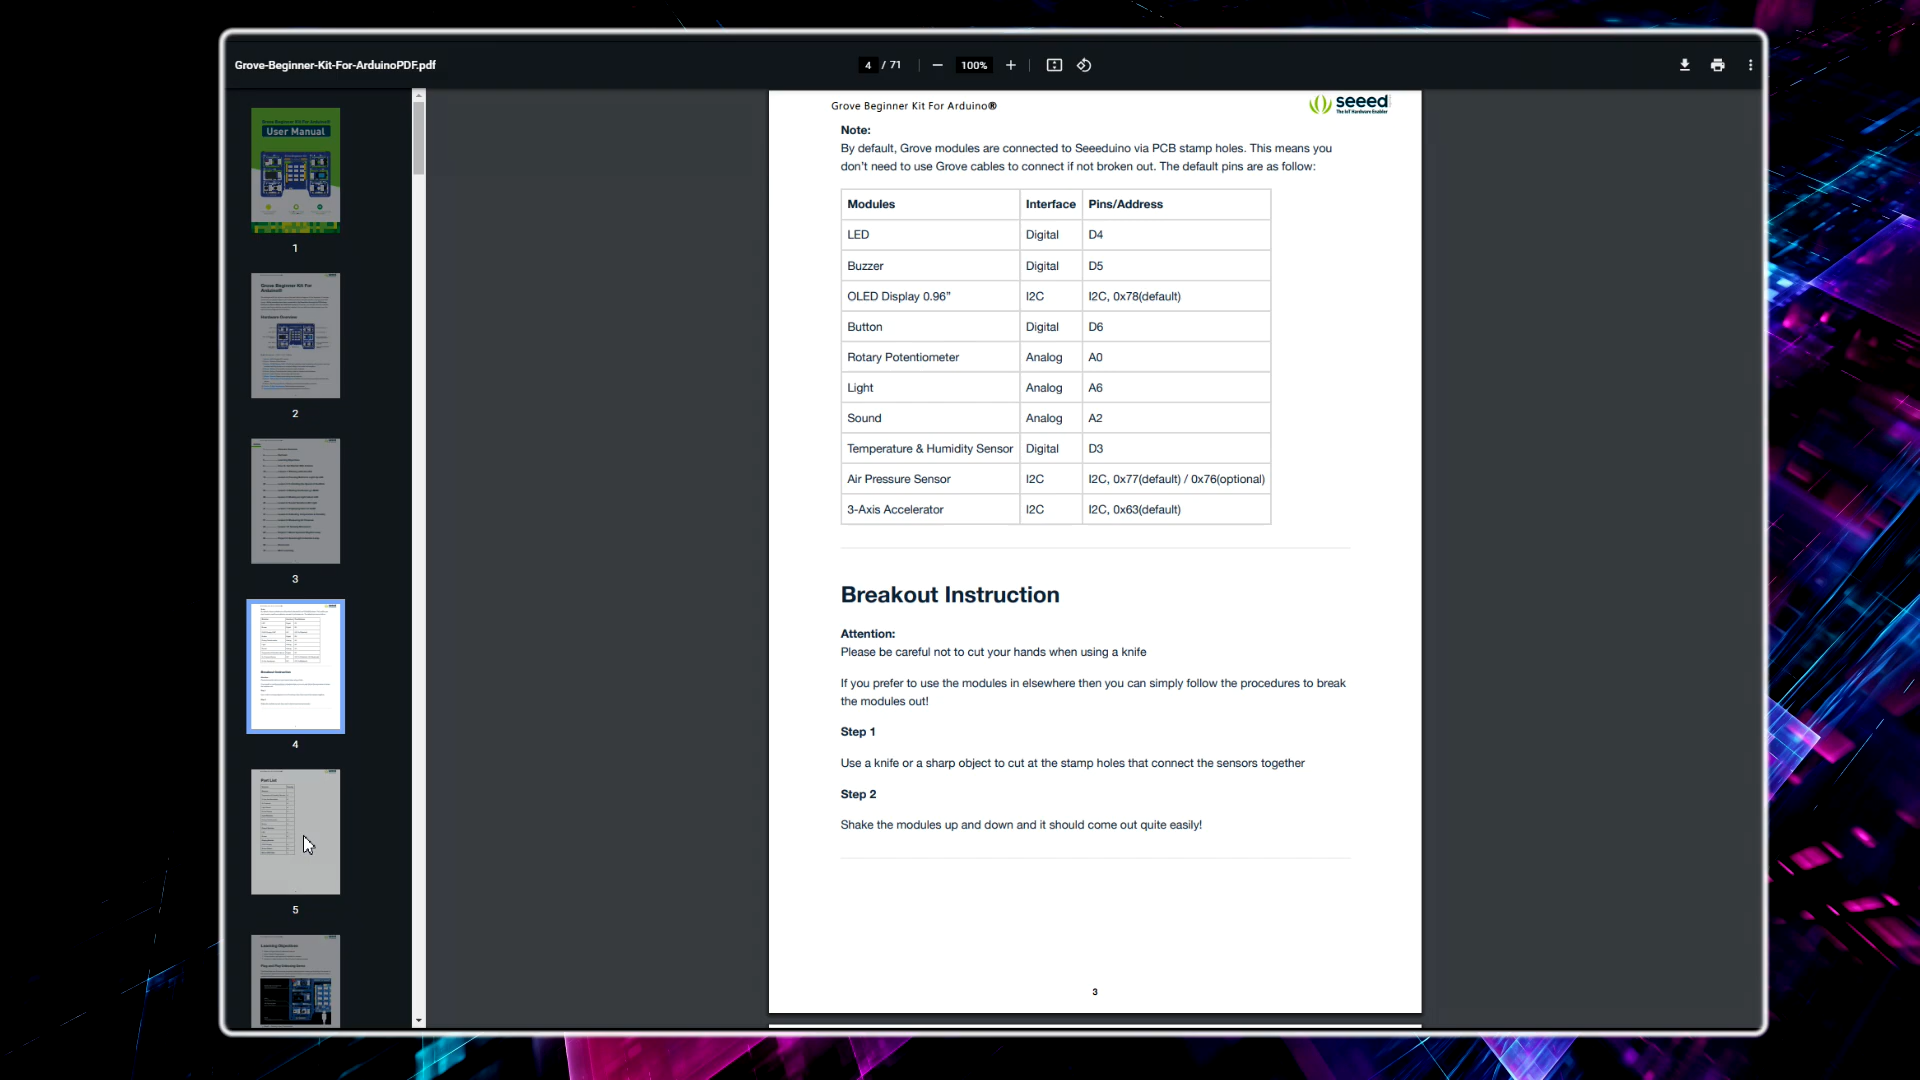 Grove-Beginner-Kit-For-ArduinoPDF.pdf
4 / 71
100%
User Manual
1
2
3
4
5
Grove Beginner Kit For Arduino®
seeed
The IoT Hardware Enabler
Note:
By default, Grove modules are connected to Seeeduino via PCB stamp holes. This means you
don't need to use Grove cables to connect if not broken out. The default pins are as follow:
Modules Interface Pins/Address
LED Digital D4
Buzzer Digital D5
OLED Display 0.96” I2C I2C, 0x78(default)
Button Digital D6
Rotary Potentiometer Analog A0
Light Analog A6
Sound Analog A2
Temperature & Humidity Sensor Digital D3
Air Pressure Sensor I2C I2C, 0x77(default) / 0x76(optional)
3-Axis Accelerator I2C I2C, 0x63(default)
Breakout Instruction
Attention:
Please be careful not to cut your hands when using a knife
If you prefer to use the modules in elsewhere then you can simply follow the procedures to break
the modules out!
Step 1
Use a knife or a sharp object to cut at the stamp holes that connect the sensors together
Step 2
Shake the modules up and down and it should come out quite easily!
3